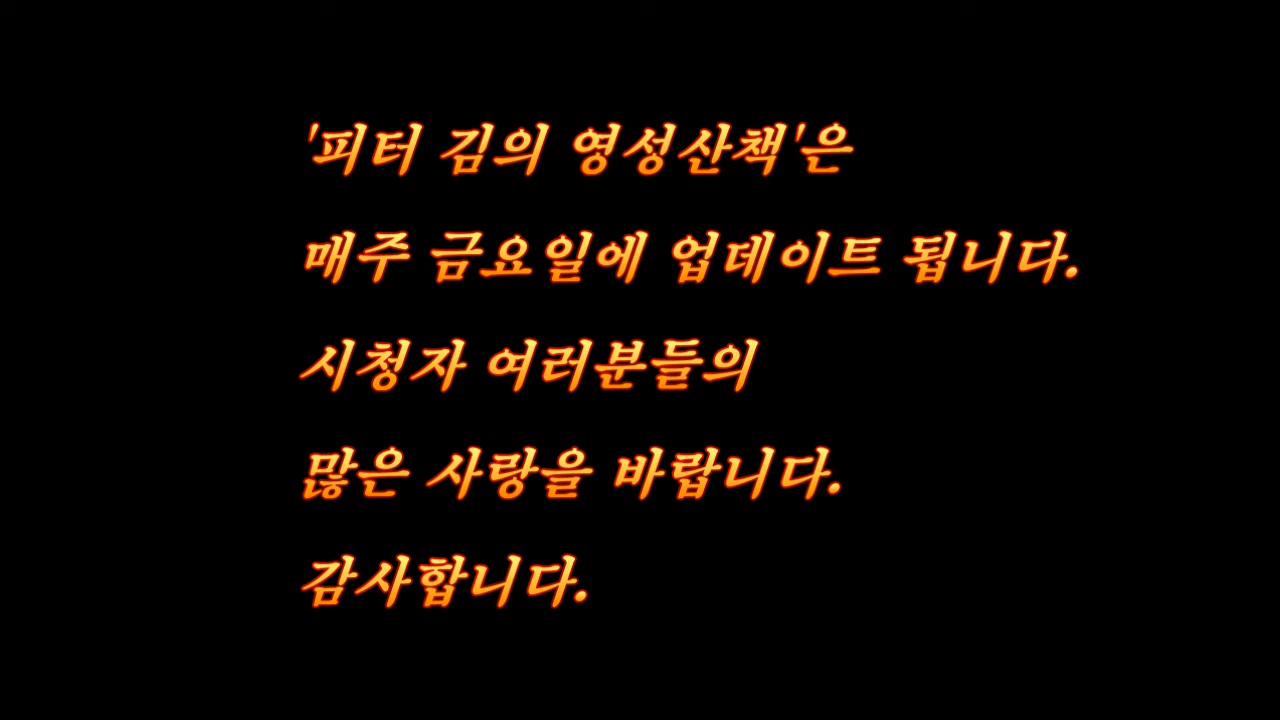 '피터 김의 영성산책'은
매주 금요일에 업데이트 됩니다.
시청자 여러분들의
많은 사랑을 바랍니다.
감사합니다.